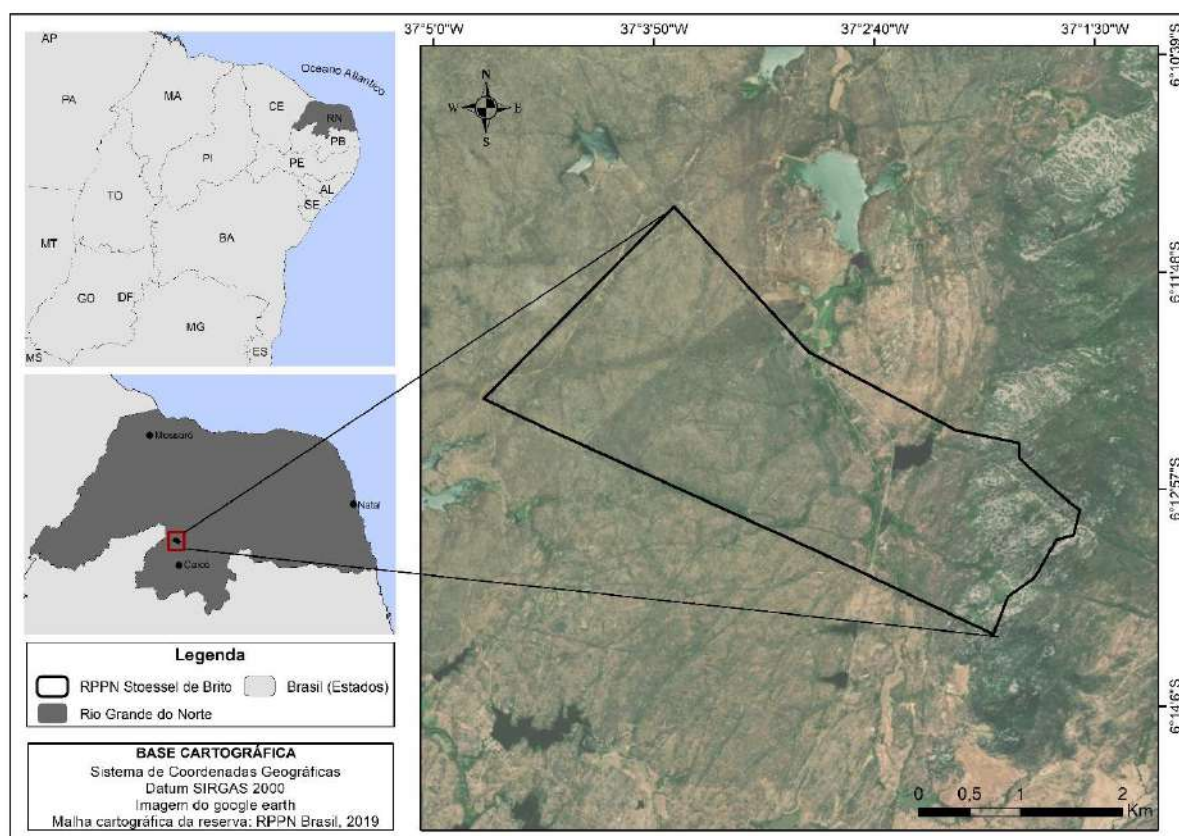 AP
Oceano Atlântico
PA
MA
CE
RN
PB
PI
PE
AL
SE
TO
BA
MT
GO
DF
MG
MS
ES
Mossoró
Natal
Caicó
Legenda
RPPN Stoessel de Brito
Brasil (Estados)
Rio Grande do Norte
BASE CARTOGRÁFICA
Sistema de Coordenadas Geográficas
Datum SIRGAS 2000
Imagem do google earth
Malha cartográfica da reserva: RPPN Brasil, 2019
37°5'0"W
37°3'50"W
37°2'40"W
37°1'30"W
6°10'39"S
6°11'48"S
6°12'57"S
6°14'6"S
N
W
E
S
0 0,5 1 2
Km